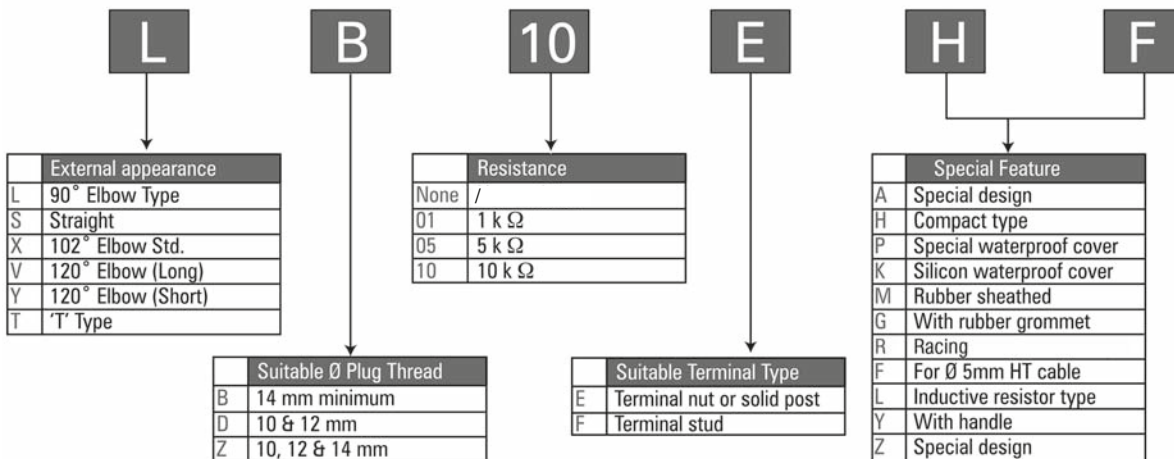 L B 10 E H F
External appearance
L 90° Elbow Type
S Straight
X 102° Elbow Std.
V 120° Elbow (Long)
Y 120° Elbow (Short)
T ‘T’ Type
Suitable Ø Plug Thread
B 14 mm minimum
D 10 & 12 mm
Z 10, 12 & 14 mm
Resistance
None /
01 1 k Ω
05 5 k Ω
10 10 k Ω
Suitable Terminal Type
E Terminal nut or solid post
F Terminal stud
Special Feature
A Special design
H Compact type
P Special waterproof cover
K Silicon waterproof cover
M Rubber sheathed
G With rubber grommet
R Racing
F For Ø 5mm HT cable
L Inductive resistor type
Y With handle
Z Special design